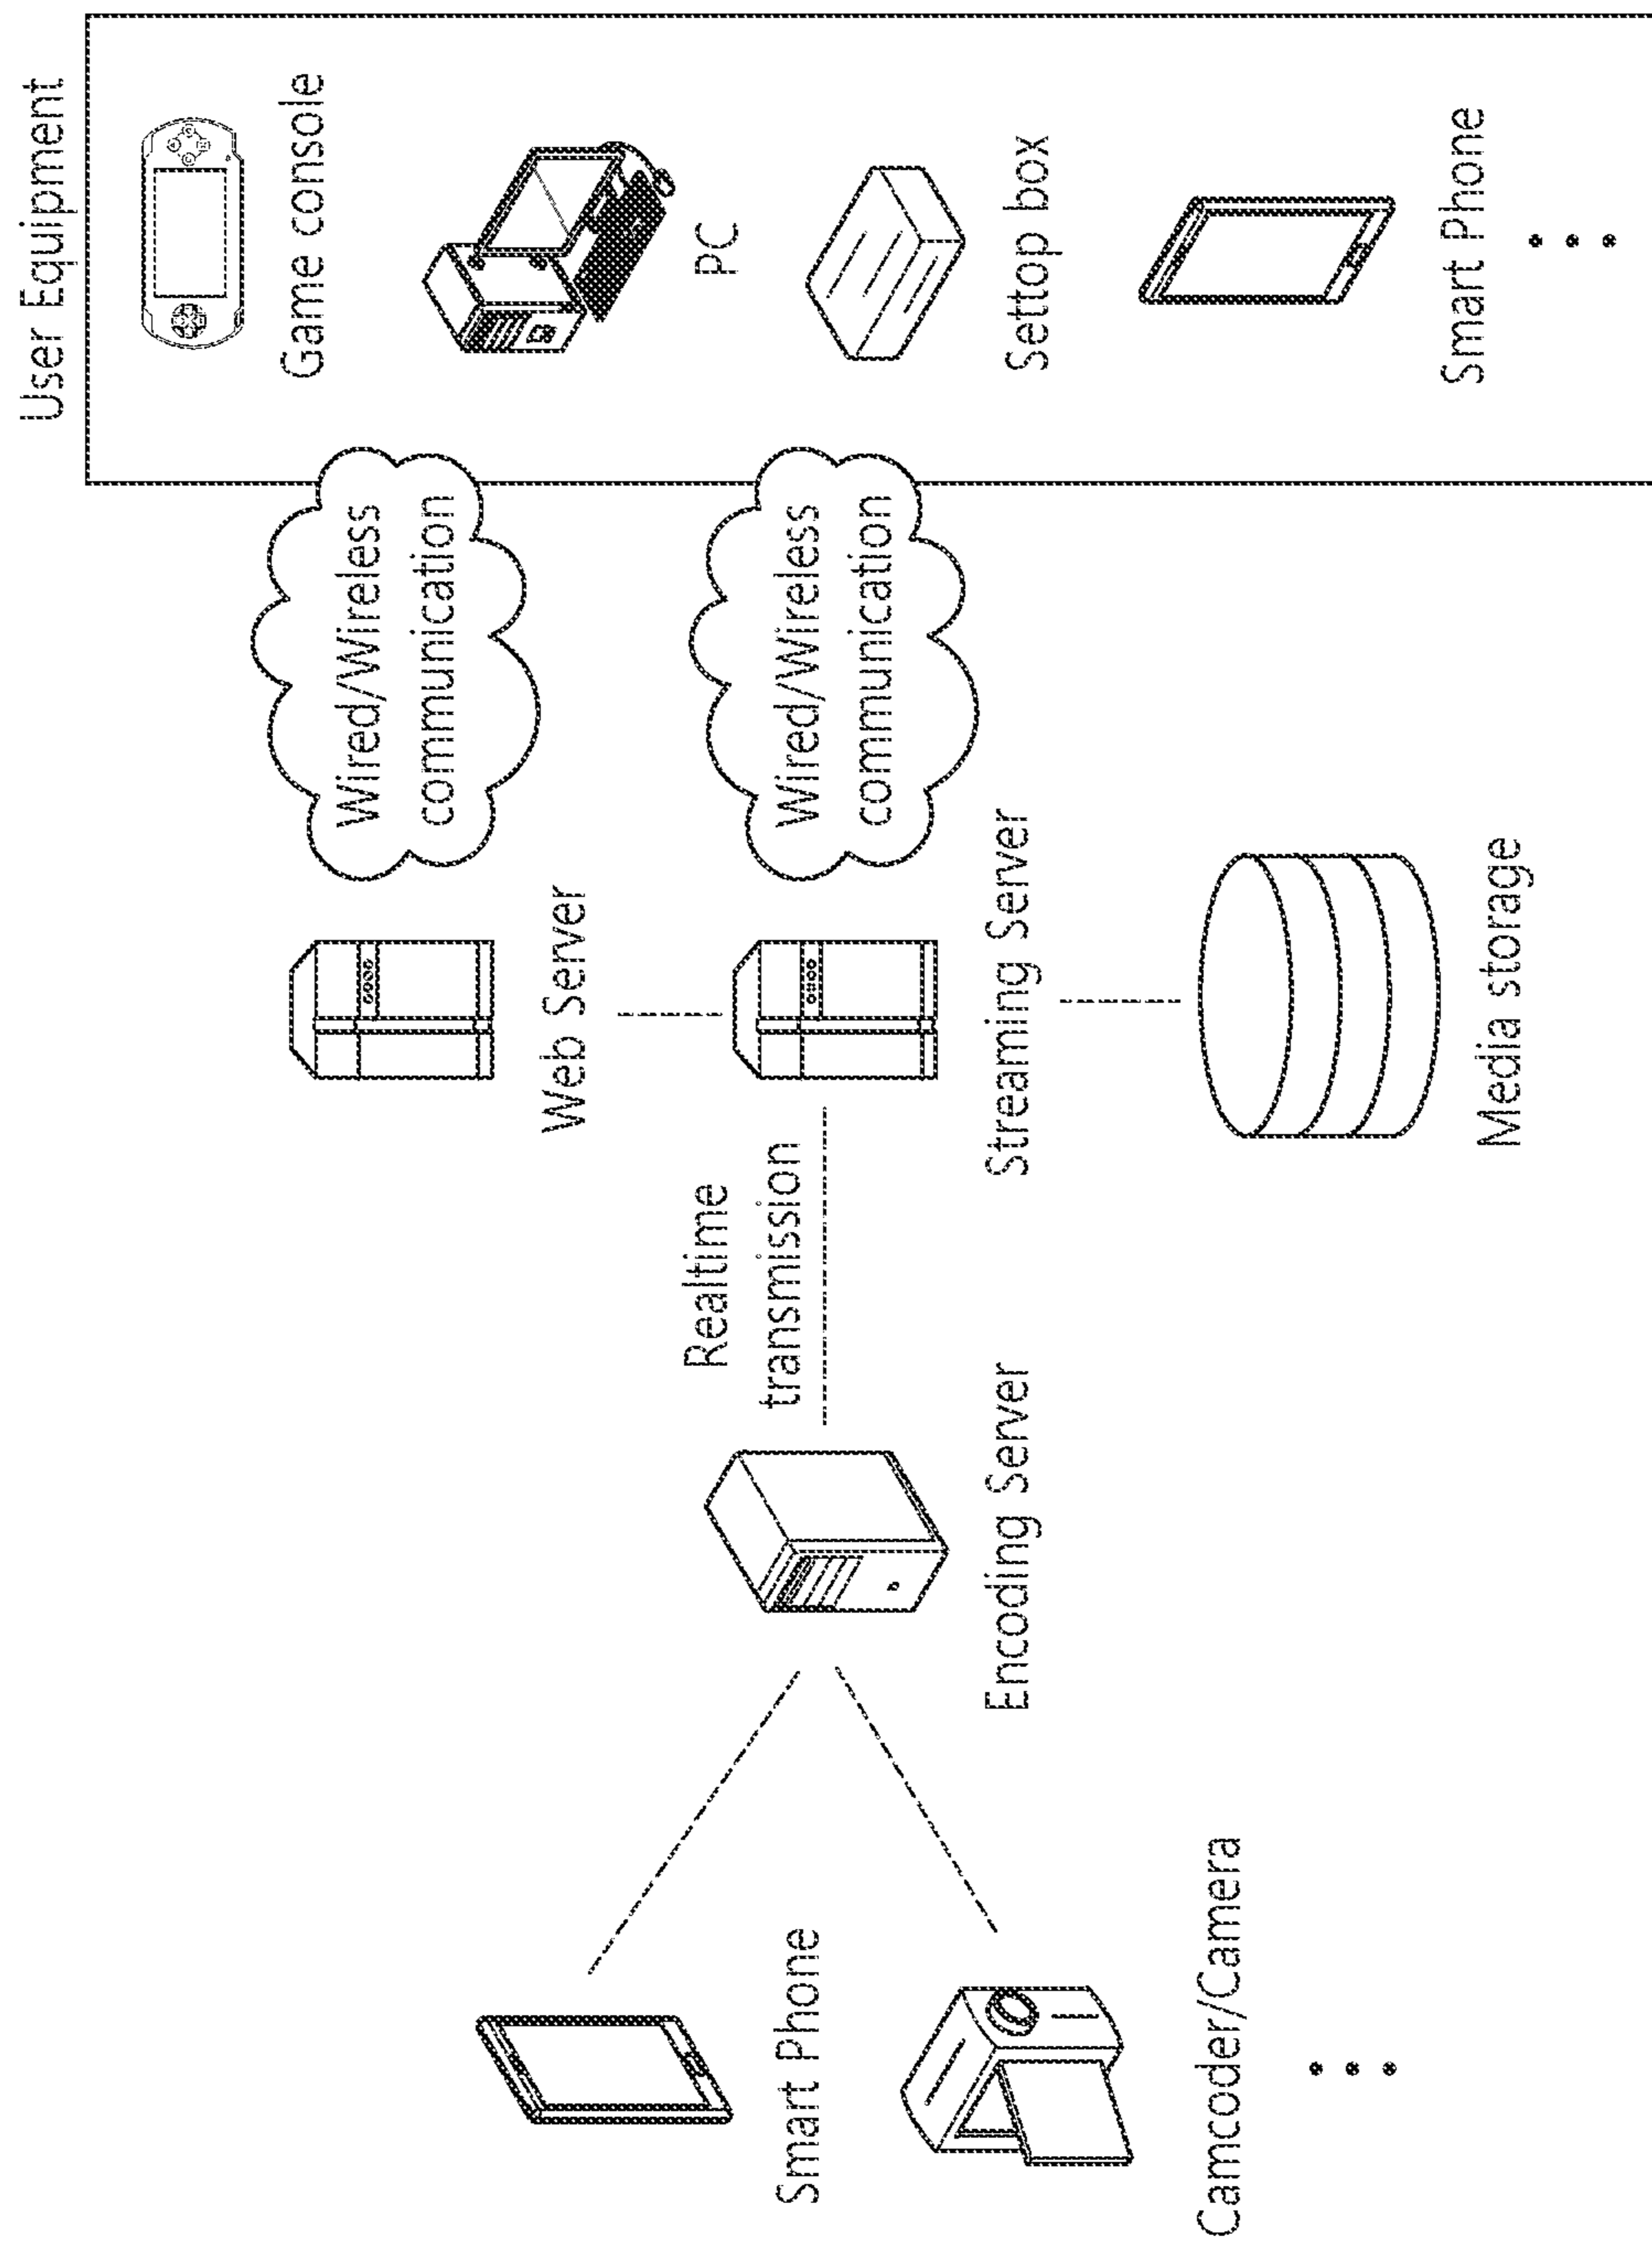 User Equipment
Game console
PC
Settop box
Smart Phone
Wired/Wireless
communication
Wired/Wireless
communication
Web Server
Streaming Server
Media storage
Realtime
transmission
Encoding Server
Smart Phone
Camcoder/Camera